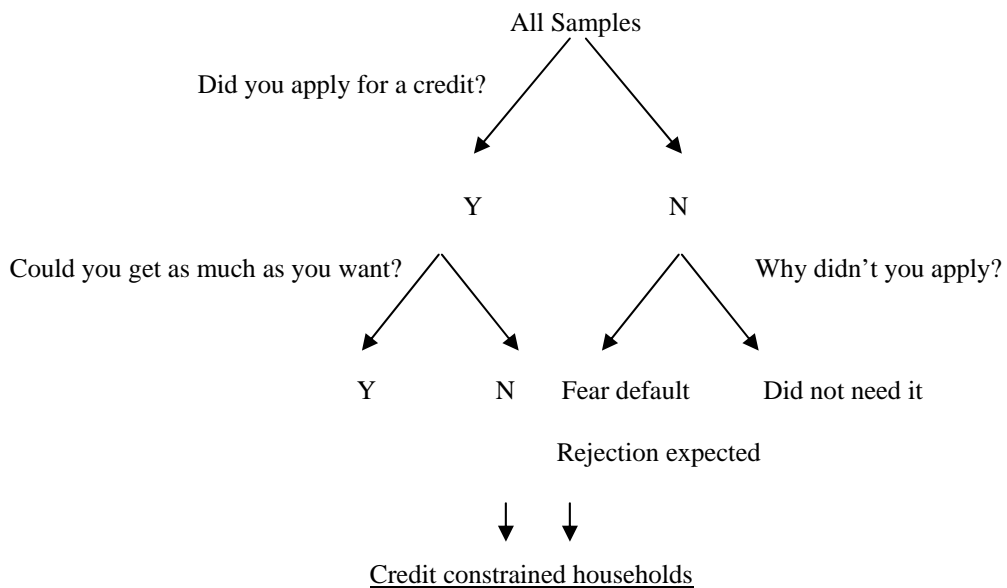 All Samples
Did you apply for a credit?
Y N
Could you get as much as you want? Why didn’t you apply?
Y N Fear default Did not need it
Rejection expected
Credit constrained households